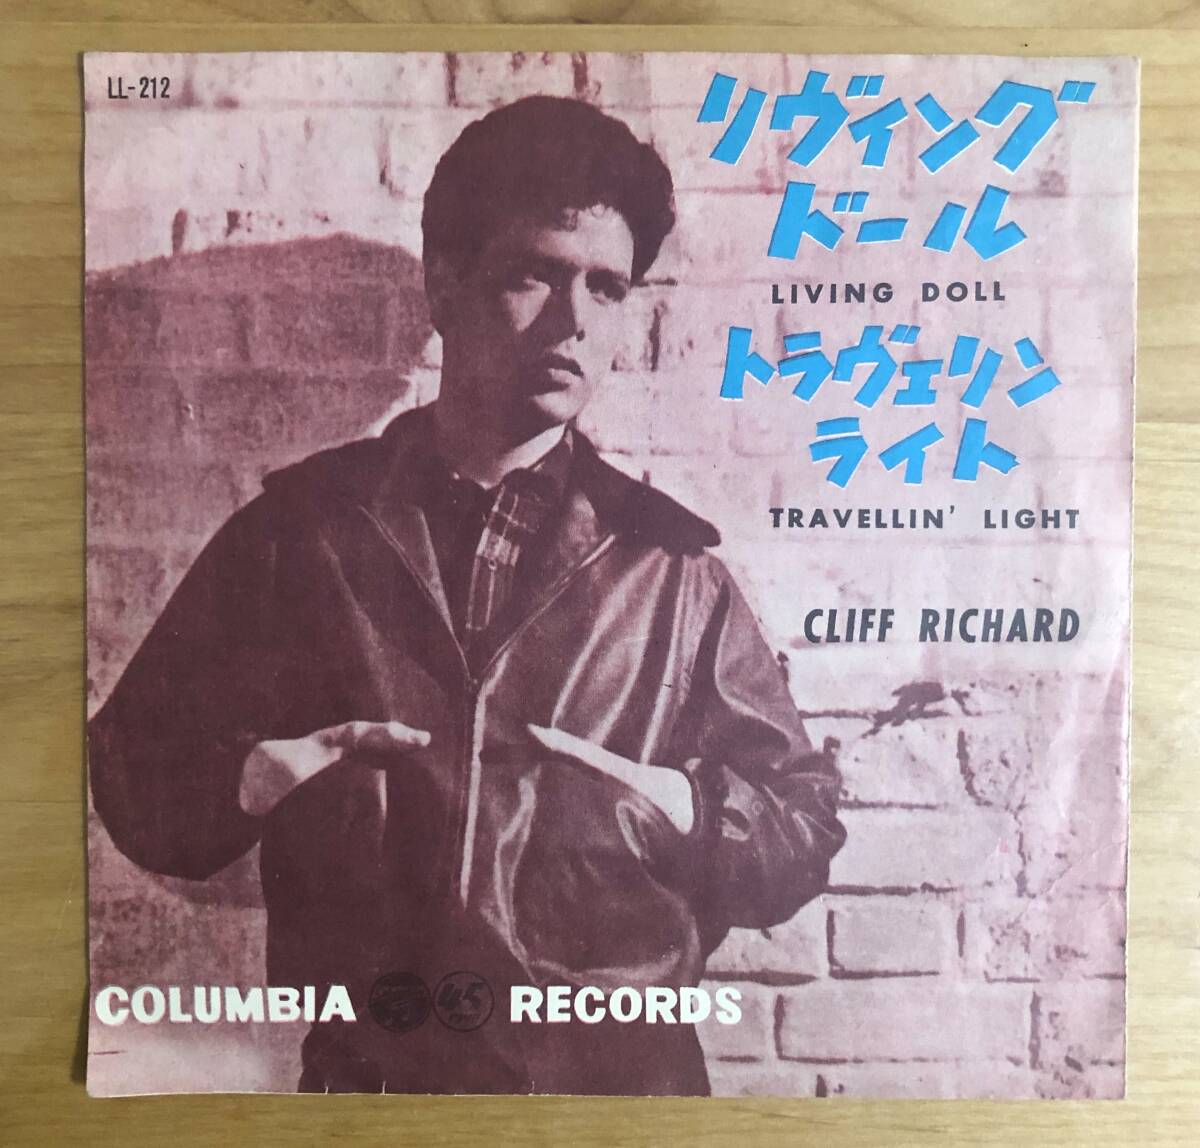 LL-212
リヴィング
ドール
LIVING DOLL
トラヴェリン
ライト
TRAVELLIN' LIGHT
CLIFF RICHARD
COLUMBIA 45 RECORDS